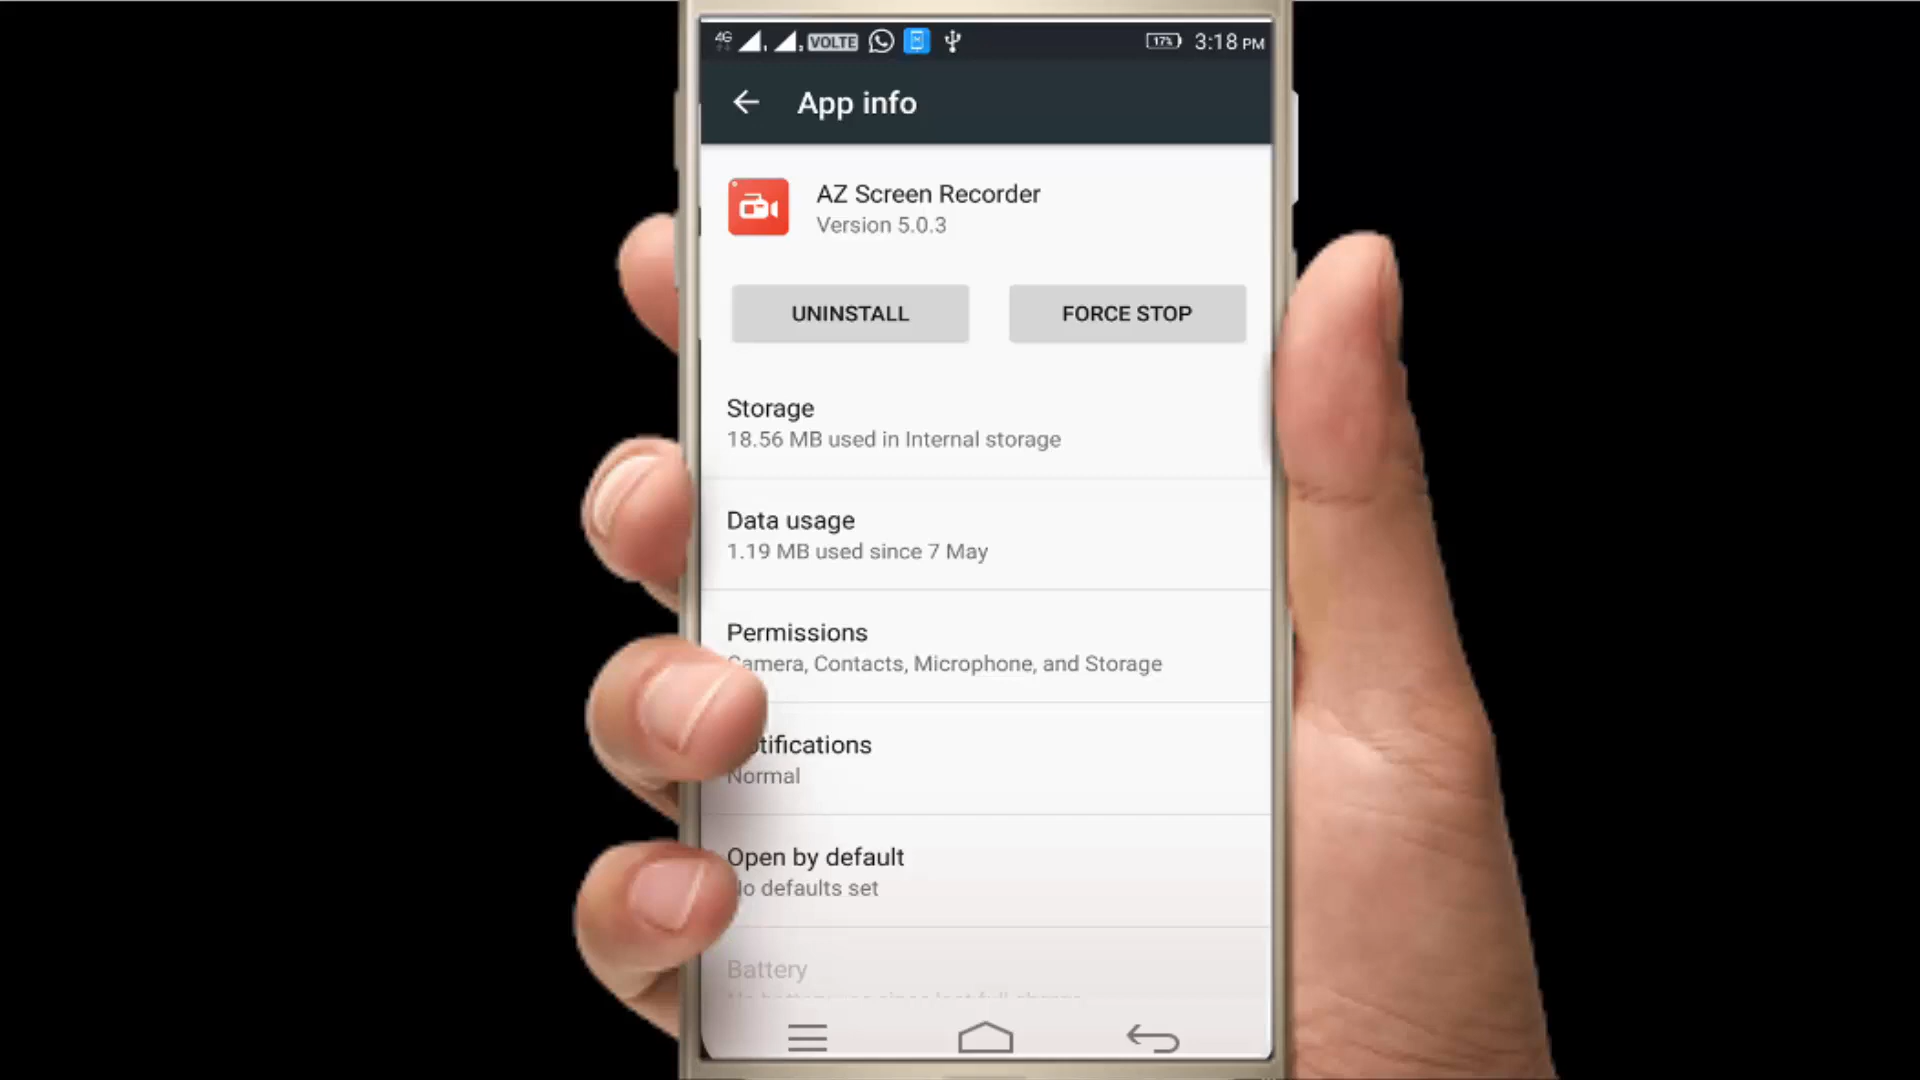 4G VOLTE 17% 3:18 PM
App info
AZ Screen Recorder
Version 5.0.3
UNINSTALL FORCE STOP
Storage
18.56 MB used in Internal storage
Data usage
1.19 MB used since 7 May
Permissions
Camera, Contacts, Microphone, and Storage
Notifications
Normal
Open by default
No defaults set
Battery